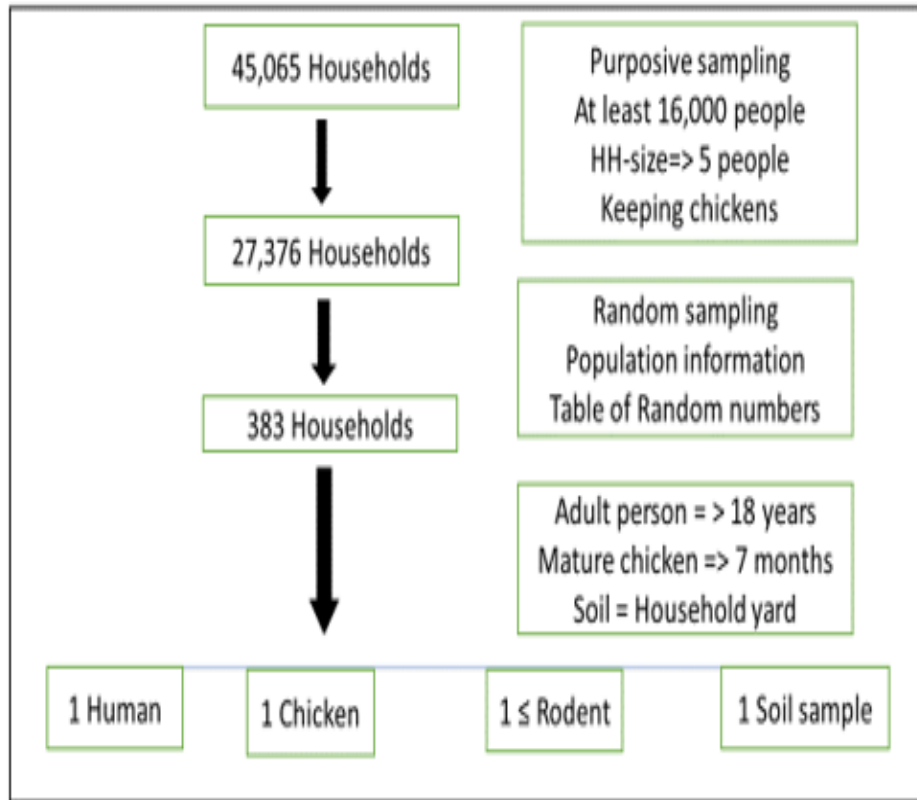 45,065 Households
Purposive sampling
At least 16,000 people
HH-size=> 5 people
Keeping chickens
27,376 Households
Random sampling
Population information
Table of Random numbers
383 Households
Adult person = > 18 years
Mature chicken => 7 months
Soil = Household yard
1 Human
1 Chicken
1 ≤ Rodent
1 Soil sample